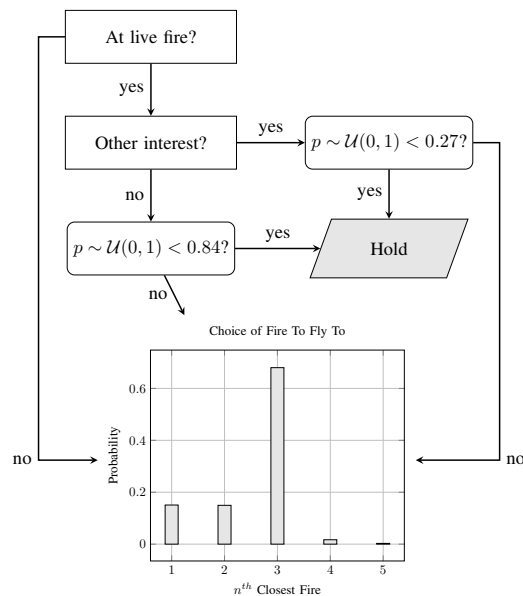 At live fire?
yes
Other interest?
yes
p ∼ U(0, 1) < 0.27?
no
yes
p ∼ U(0, 1) < 0.84?
yes
Hold
no
Choice of Fire To Fly To
0.6
0.4
0.2
0
Probability
no
no
1 2 3 4 5
nth Closest Fire